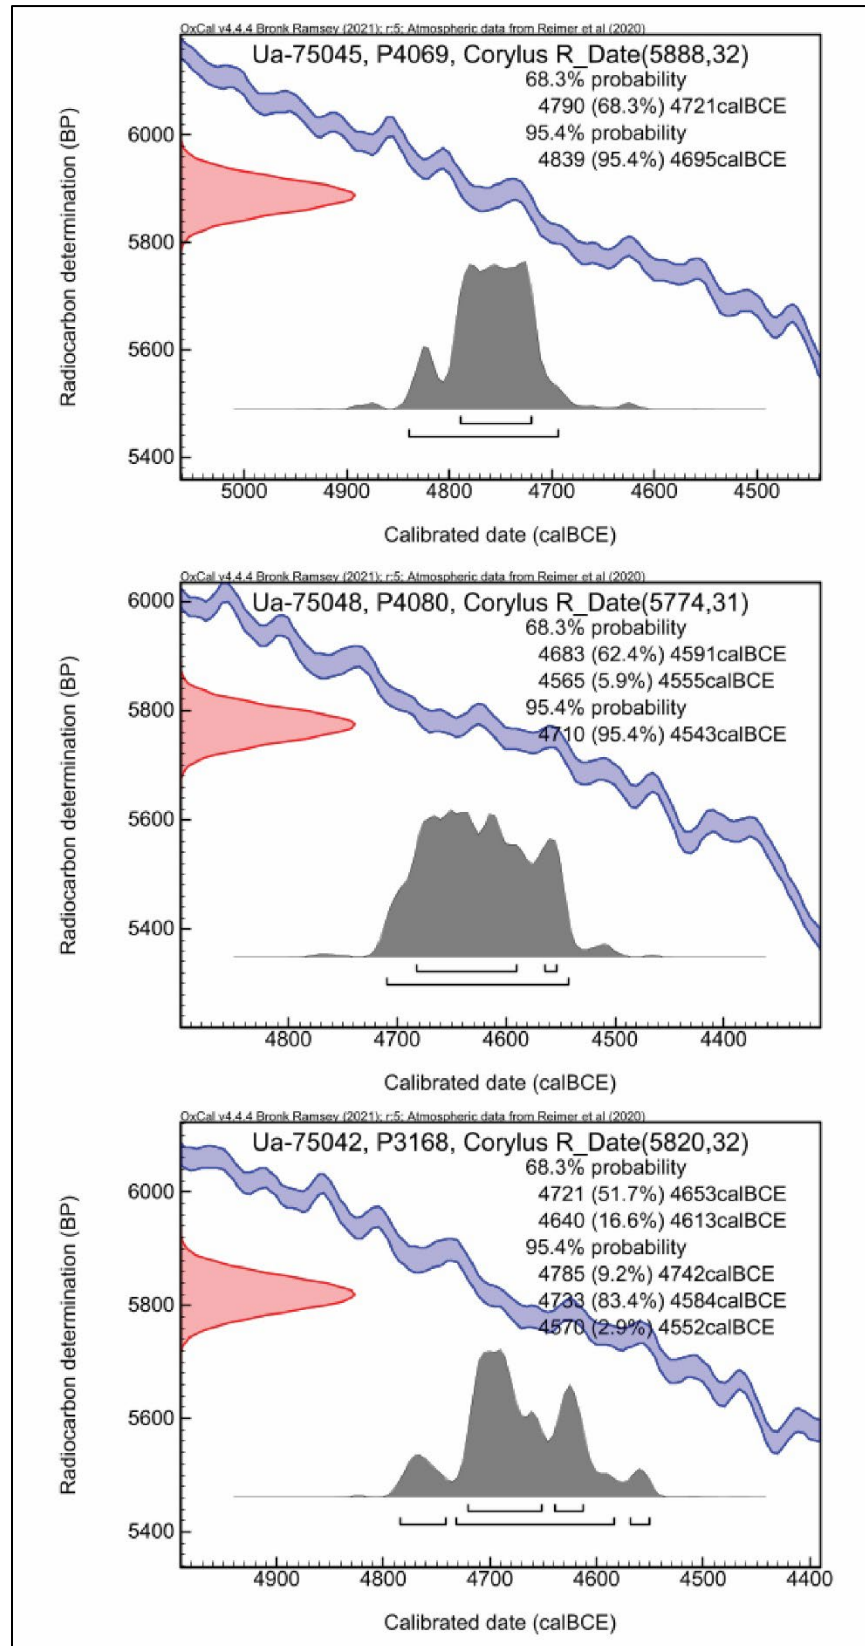 OxCal v4.4.4 Bronk Ramsey (2021); r:5; Atmospheric data from Reimer et al (2020)
Ua-75045, P4069, Corylus R_Date(5888,32)
68.3% probability
4790 (68.3%) 4721calBCE
95.4% probability
4839 (95.4%) 4695calBCE
Radiocarbon determination (BP)
6000
5800
5600
5400
5000 4900 4800 4700 4600 4500
Calibrated date (calBCE)
OxCal v4.4.4 Bronk Ramsey (2021); r:5; Atmospheric data from Reimer et al (2020)
Ua-75048, P4080, Corylus R_Date(5774,31)
68.3% probability
4683 (62.4%) 4591calBCE
4565 (5.9%) 4555calBCE
95.4% probability
4710 (95.4%) 4543calBCE
Radiocarbon determination (BP)
6000
5800
5600
5400
4800 4700 4600 4500 4400
Calibrated date (calBCE)
OxCal v4.4.4 Bronk Ramsey (2021); r:5; Atmospheric data from Reimer et al (2020)
Ua-75042, P3168, Corylus R_Date(5820,32)
68.3% probability
4721 (51.7%) 4653calBCE
4640 (16.6%) 4613calBCE
95.4% probability
4785 (9.2%) 4742calBCE
4733 (83.4%) 4584calBCE
4570 (2.9%) 4552calBCE
Radiocarbon determination (BP)
6000
5800
5600
5400
4900 4800 4700 4600 4500 4400
Calibrated date (calBCE)